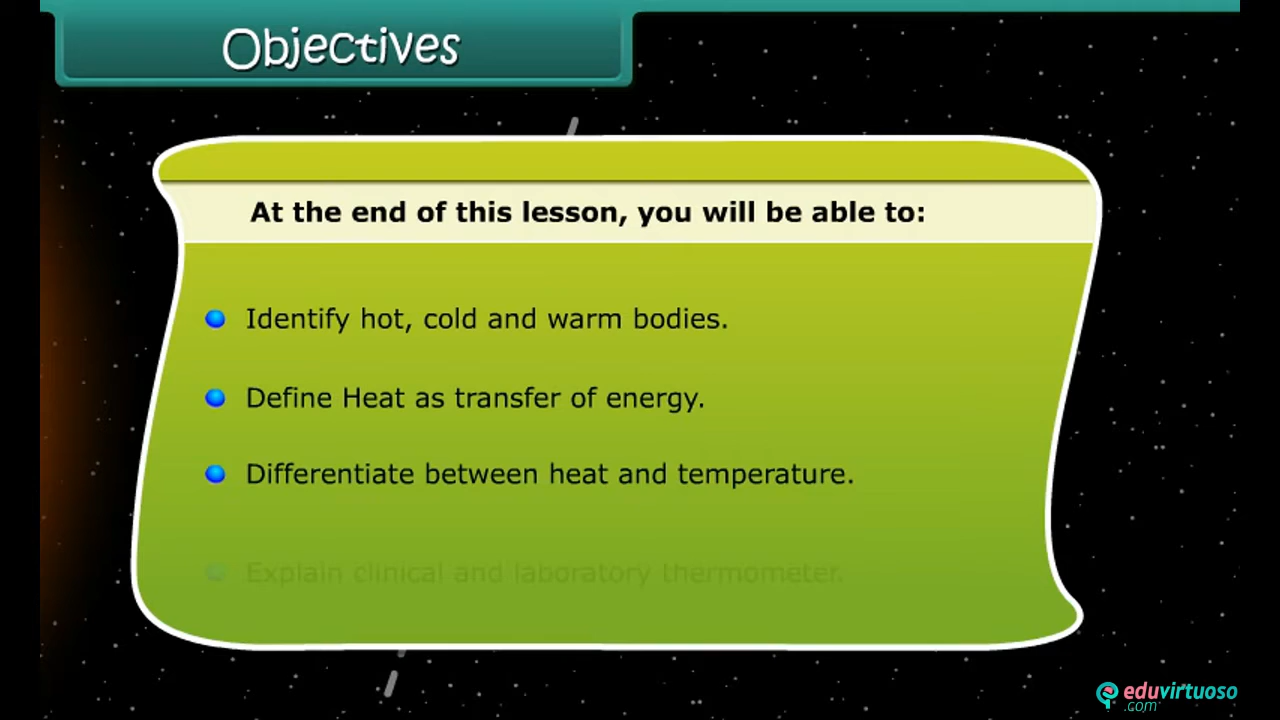 Objectives
At the end of this lesson, you will be able to:
Identify hot, cold and warm bodies.
Define Heat as transfer of energy.
Differentiate between heat and temperature.
Explain clinical and laboratory thermometer.
eduvirtuoso
.com